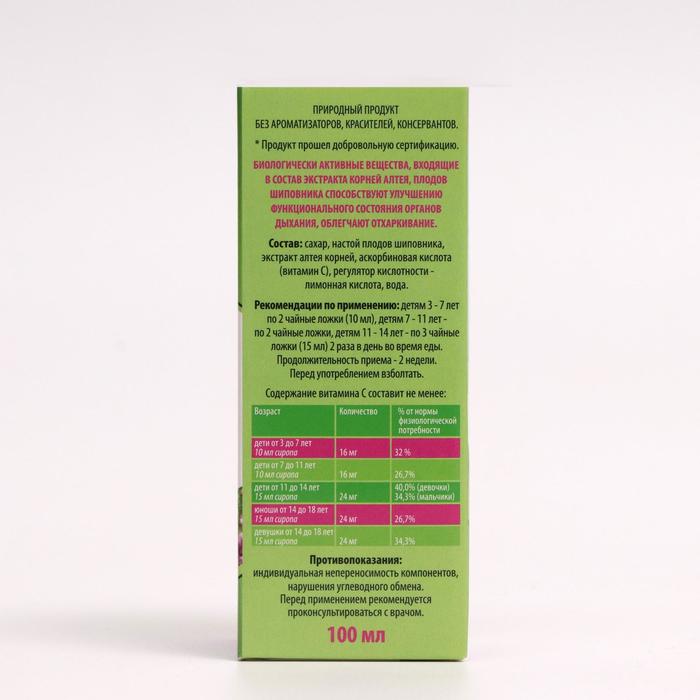 ПРИРОДНЫЙ ПРОДУКТ
БЕЗ АРОМАТИЗАТОРОВ, КРАСИТЕЛЕЙ, КОНСЕРВАНТОВ.
* Продукт прошел добровольную сертификацию.
БИОЛОГИЧЕСКИ АКТИВНЫЕ ВЕЩЕСТВА, ВХОДЯЩИЕ
В СОСТАВ ЭКСТРАКТА КОРНЕЙ АЛТЕЯ, ПЛОДОВ
ШИПОВНИКА СПОСОБСТВУЮТ УЛУЧШЕНИЮ
ФУНКЦИОНАЛЬНОГО СОСТОЯНИЯ ОРГАНОВ
ДЫХАНИЯ, ОБЛЕГЧАЮТ ОТХАРКИВАНИЕ.
Состав: сахар, настой плодов шиповника,
экстракт алтея корней, аскорбиновая кислота
(витамин С), регулятор кислотности -
лимонная кислота, вода.
Рекомендации по применению: детям 3 - 7 лет
по 2 чайные ложки (10 мл), детям 7 - 11 лет -
по 2 чайные ложки, детям 11 - 14 лет - по 3 чайные
ложки (15 мл) 2 раза в день во время еды.
Продолжительность приема - 2 недели.
Перед употреблением взболтать.
Содержание витамина С составит не менее:
Возраст Количество % от нормы
физиологической
потребности
дети от 3 до 7 лет
10 мл сиропа 16 мг 32 %
дети от 7 до 11 лет
10 мл сиропа 16 мг 26,7%
дети от 11 до 14 лет 40,0% (девочки)
15 мл сиропа 24 мг 34,3% (мальчики)
юноши от 14 до 18 лет
15 мл сиропа 24 мг 26,7%
девушки от 14 до 18 лет
15 мл сиропа 24 мг 34,3%
Противопоказания:
индивидуальная непереносимость компонентов,
нарушения углеводного обмена.
Перед применением рекомендуется
проконсультироваться с врачом.
100 мл